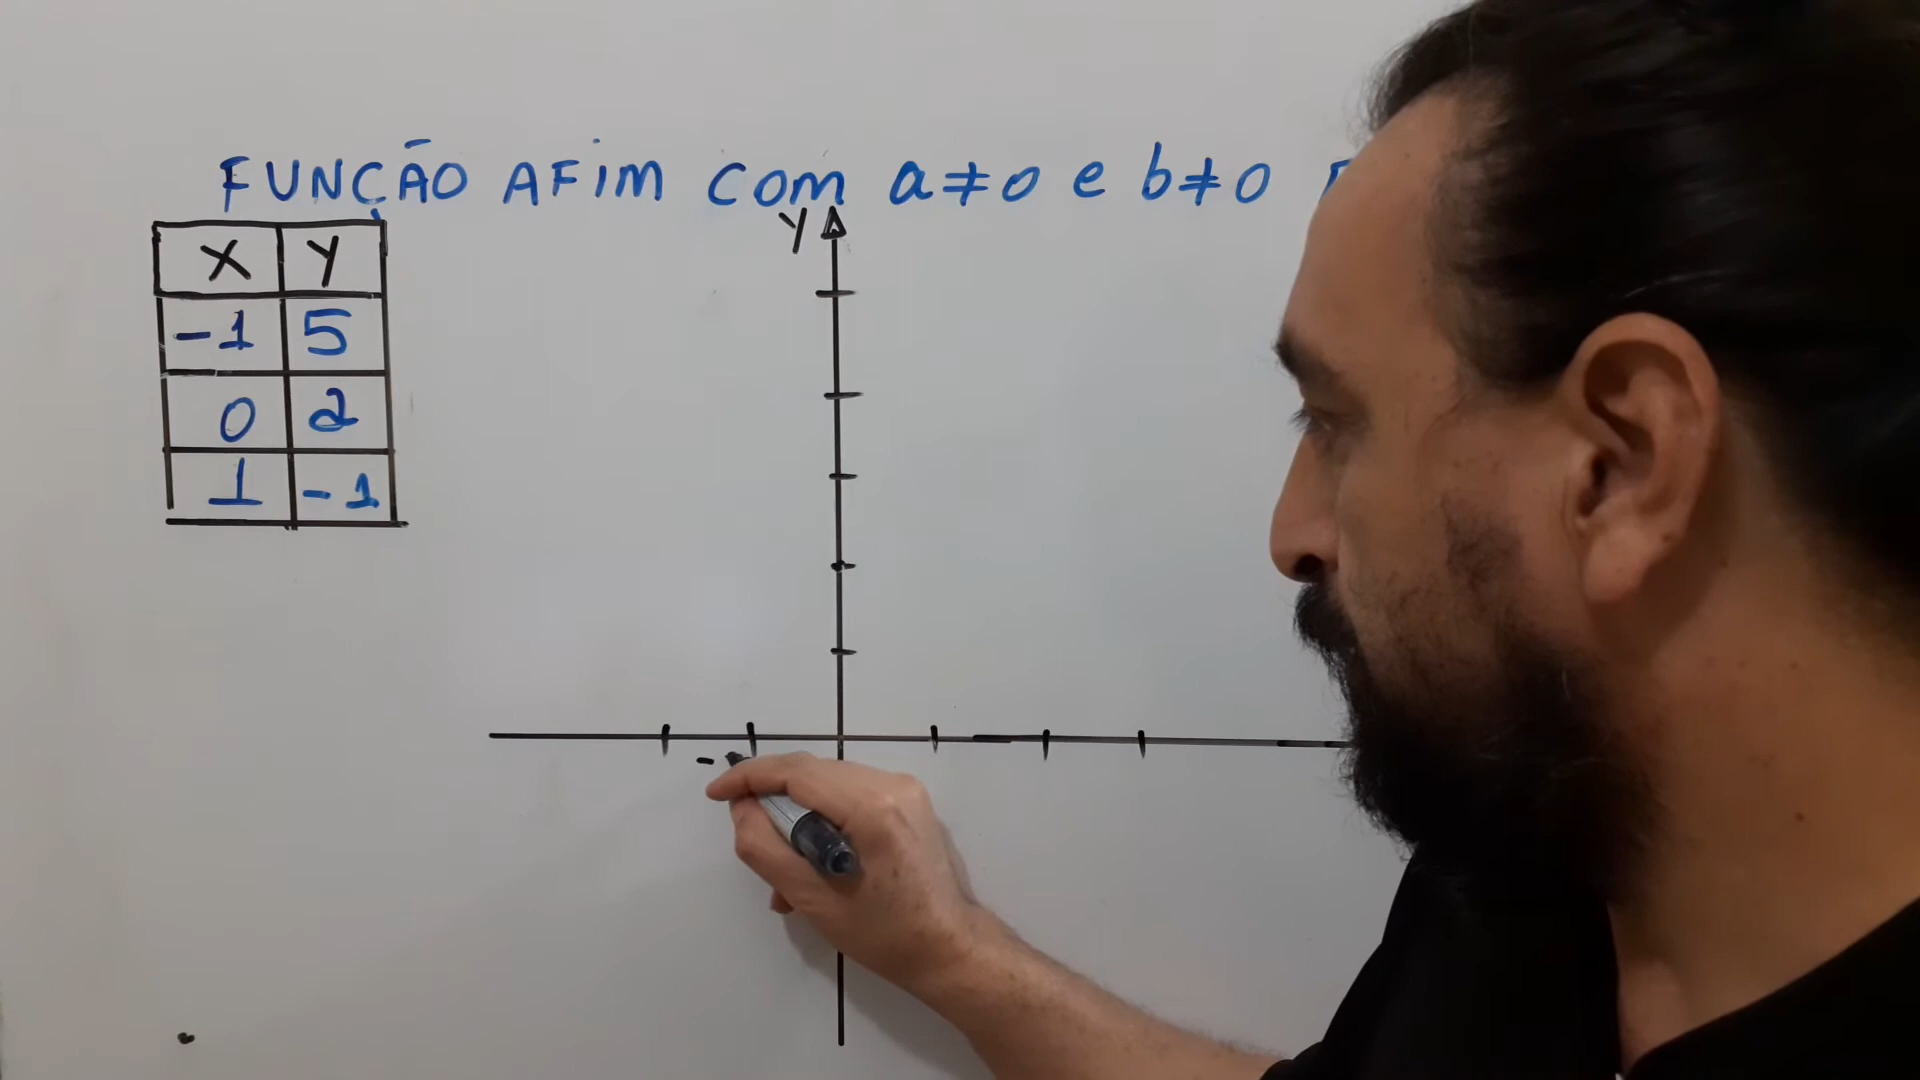 FUNÇÃO AFIM COM a≠0 e b≠0
X Y
-1 5
0 2
1 -1
Y
-